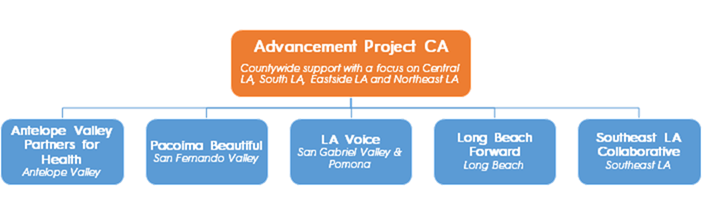 Advancement Project CA
Countywide support with a focus on Central
LA, South LA, Eastside LA and Northeast LA
Antelope Valley
Partners for
Health
Antelope Valley
Pacoima Beautiful
San Fernando Valley
LA Voice
San Gabriel Valley &
Pomona
Long Beach
Forward
Long Beach
Southeast LA
Collaborative
Southeast LA